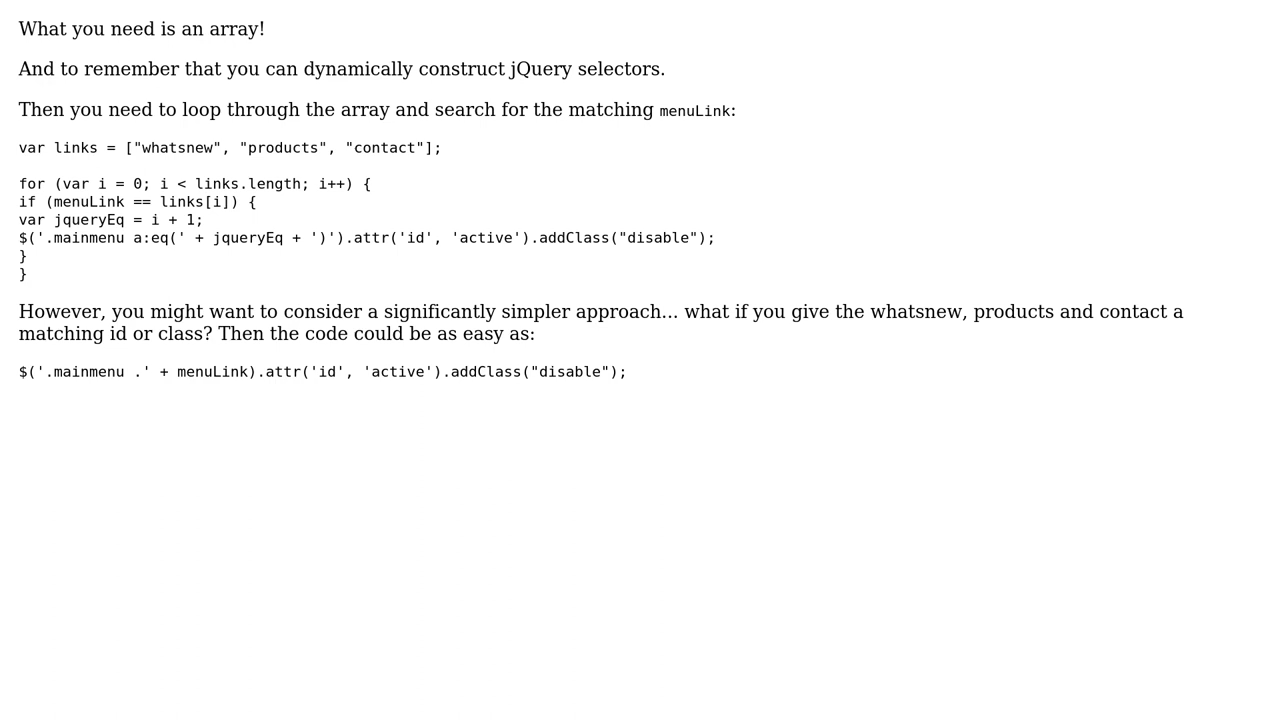 What you need is an array!
And to remember that you can dynamically construct jQuery selectors.
Then you need to loop through the array and search for the matching menuLink:
var links = ["whatsnew", "products", "contact"];
for (var i = 0; i < links.length; i++) {
if (menuLink == links[i]) {
var jqueryEq = i + 1;
$('.mainmenu a:eq(' + jqueryEq + ')').attr('id', 'active').addClass("disable");
}
}
However, you might want to consider a significantly simpler approach... what if you give the whatsnew, products and contact a
matching id or class? Then the code could be as easy as:
$('.mainmenu .' + menuLink).attr('id', 'active').addClass("disable");